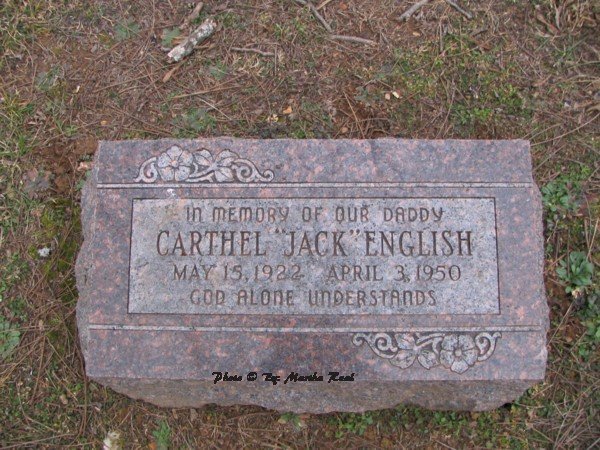 IN MEMORY OF OUR DADDY
CARTHEL "JACK" ENGLISH
MAY 15, 1922 APRIL 3, 1950
GOD ALONE UNDERSTANDS
Photo © By: Marsha Real